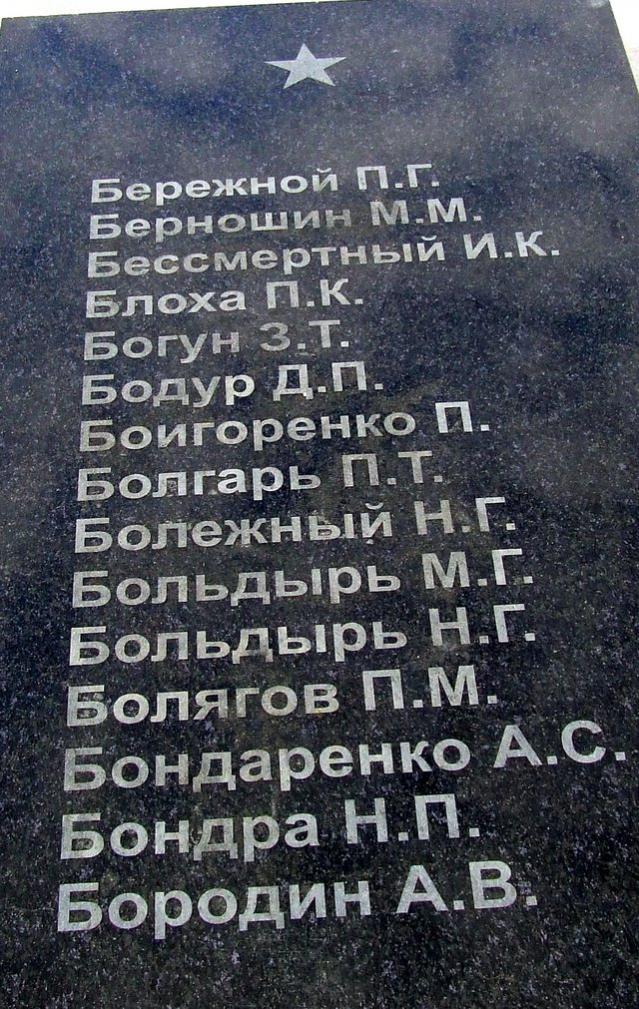 Бережной П.Г.
Берношин М.М.
Бессмертный И.К.
Блоха П.К.
Богун З.Т.
Бодур Д.П.
Боигоренко П.
Болгарь П.Т.
Болежный Н.Г.
Больдырь М.Г.
Больдырь Н.Г.
Болягов П.М.
Бондаренко А.С.
Бондра Н.П.
Бородин А.В.